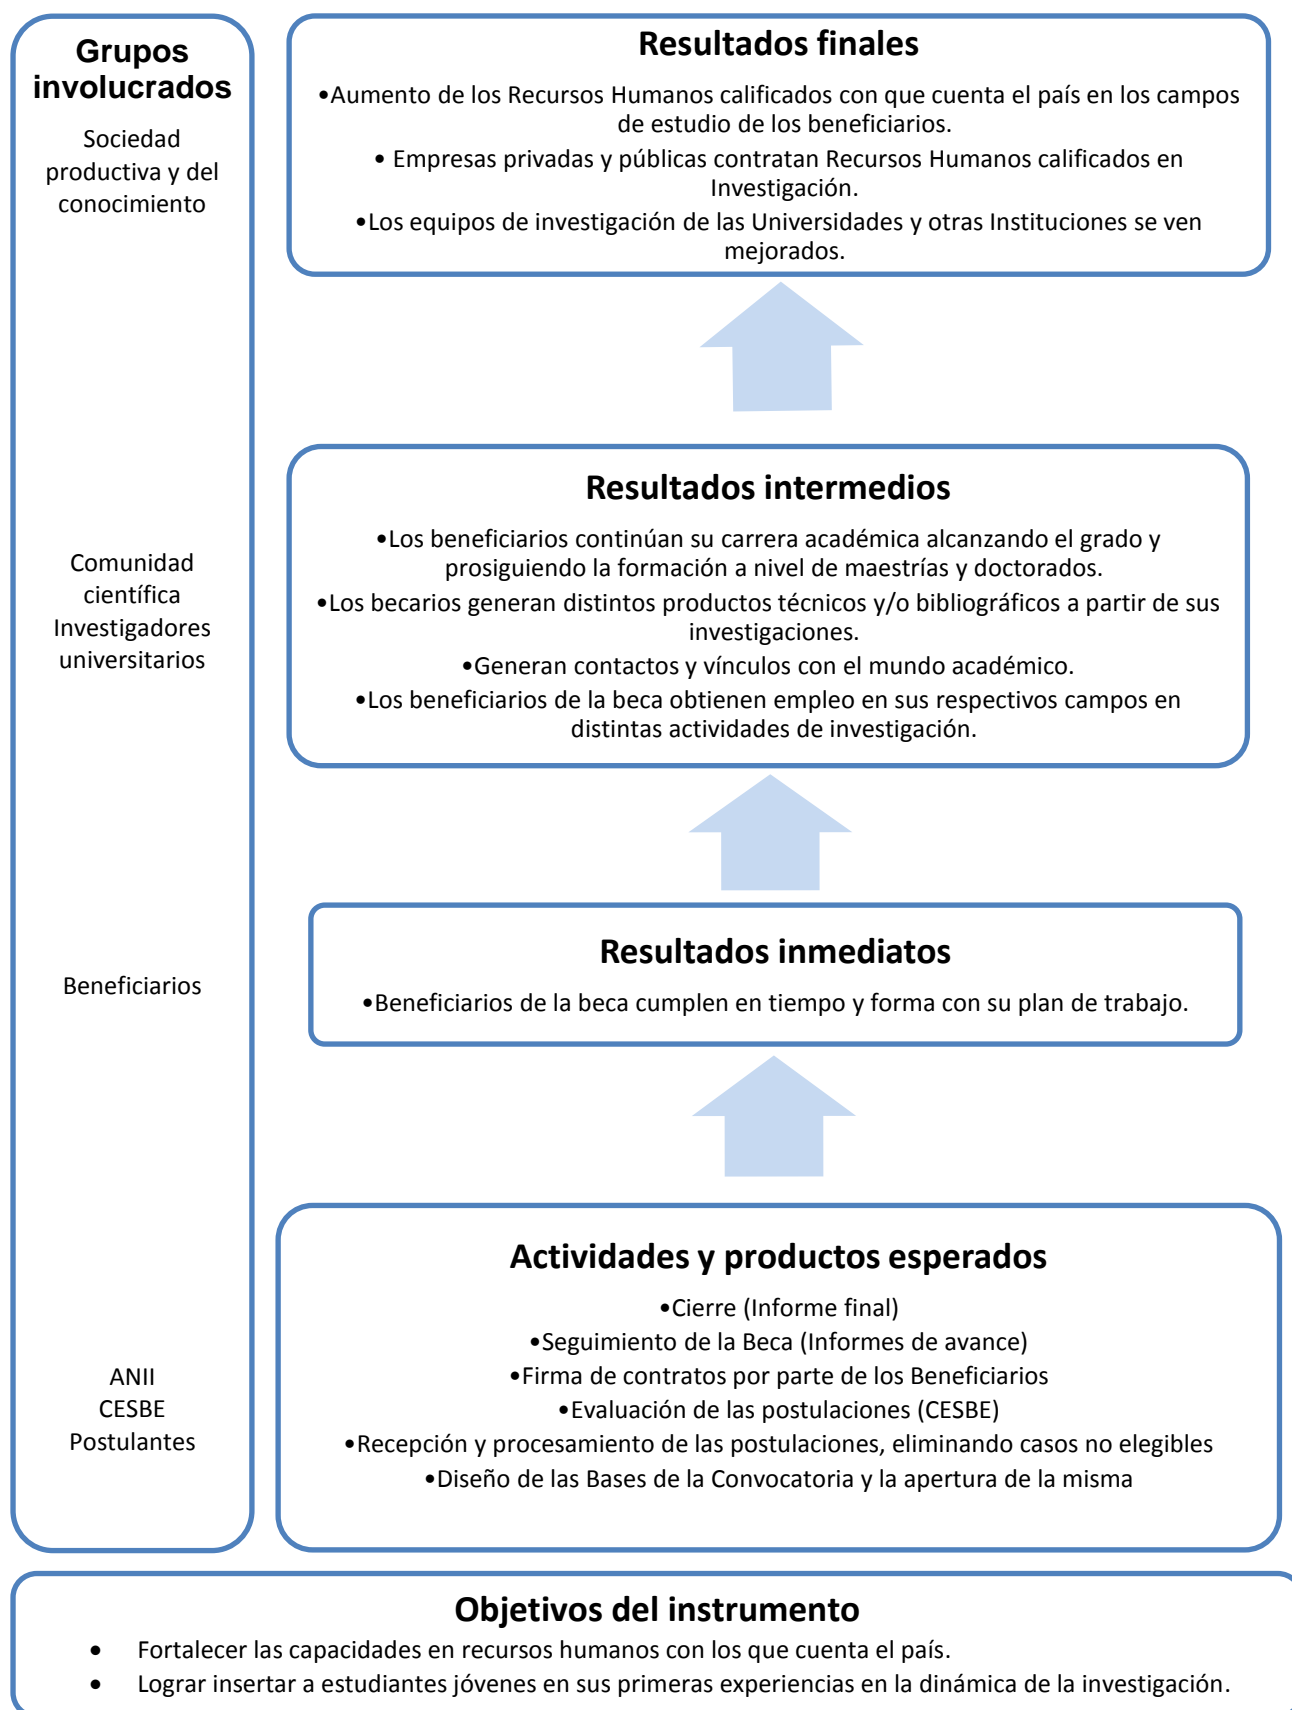 Grupos
involucrados
Sociedad
productiva y del
conocimiento
Comunidad
científica
Investigadores
universitarios
Beneficiarios
ANII
CESBE
Postulantes
Resultados finales
•Aumento de los Recursos Humanos calificados con que cuenta el país en los campos
de estudio de los beneficiarios.
• Empresas privadas y públicas contratan Recursos Humanos calificados en
Investigación.
•Los equipos de investigación de las Universidades y otras Instituciones se ven
mejorados.
Resultados intermedios
•Los beneficiarios continúan su carrera académica alcanzando el grado y
prosiguiendo la formación a nivel de maestrías y doctorados.
•Los becarios generan distintos productos técnicos y/o bibliográficos a partir de sus
investigaciones.
•Generan contactos y vínculos con el mundo académico.
•Los beneficiarios de la beca obtienen empleo en sus respectivos campos en
distintas actividades de investigación.
Resultados inmediatos
•Beneficiarios de la beca cumplen en tiempo y forma con su plan de trabajo.
Actividades y productos esperados
•Cierre (Informe final)
•Seguimiento de la Beca (Informes de avance)
•Firma de contratos por parte de los Beneficiarios
•Evaluación de las postulaciones (CESBE)
•Recepción y procesamiento de las postulaciones, eliminando casos no elegibles
•Diseño de las Bases de la Convocatoria y la apertura de la misma
Objetivos del instrumento
• Fortalecer las capacidades en recursos humanos con los que cuenta el país.
• Lograr insertar a estudiantes jóvenes en sus primeras experiencias en la dinámica de la investigación.